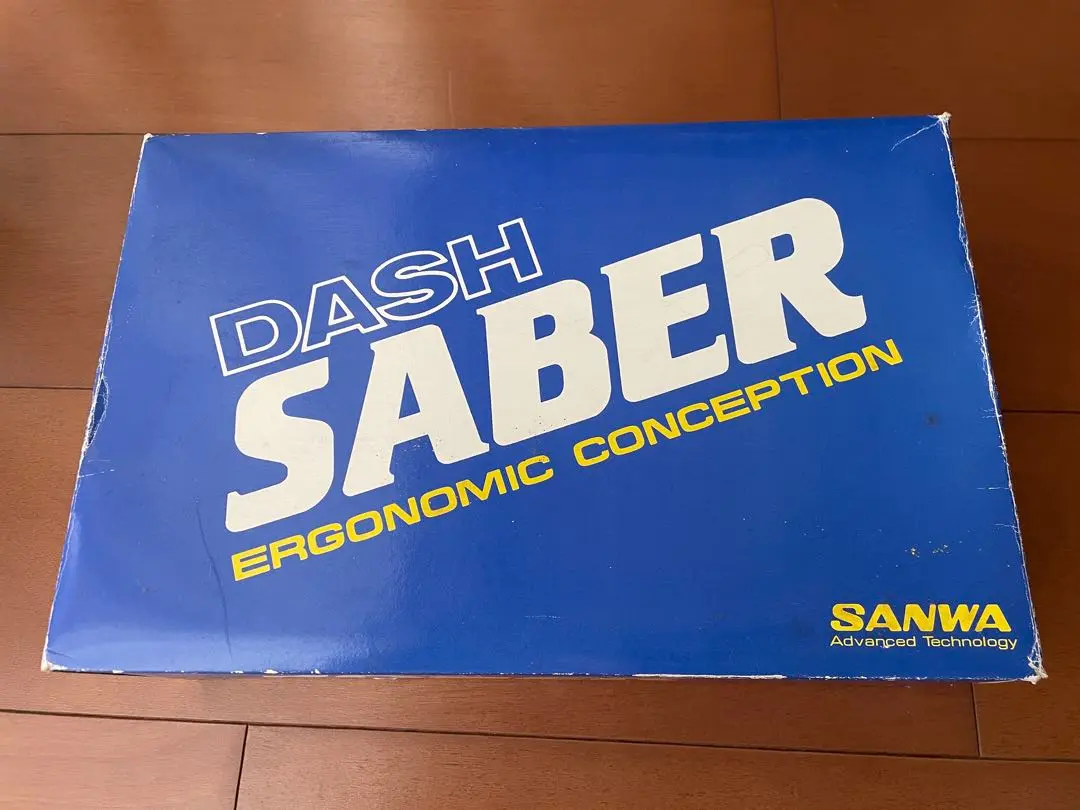 DASH
SABER
ERGONOMIC CONCEPTION
SANWA
Advanced Technology